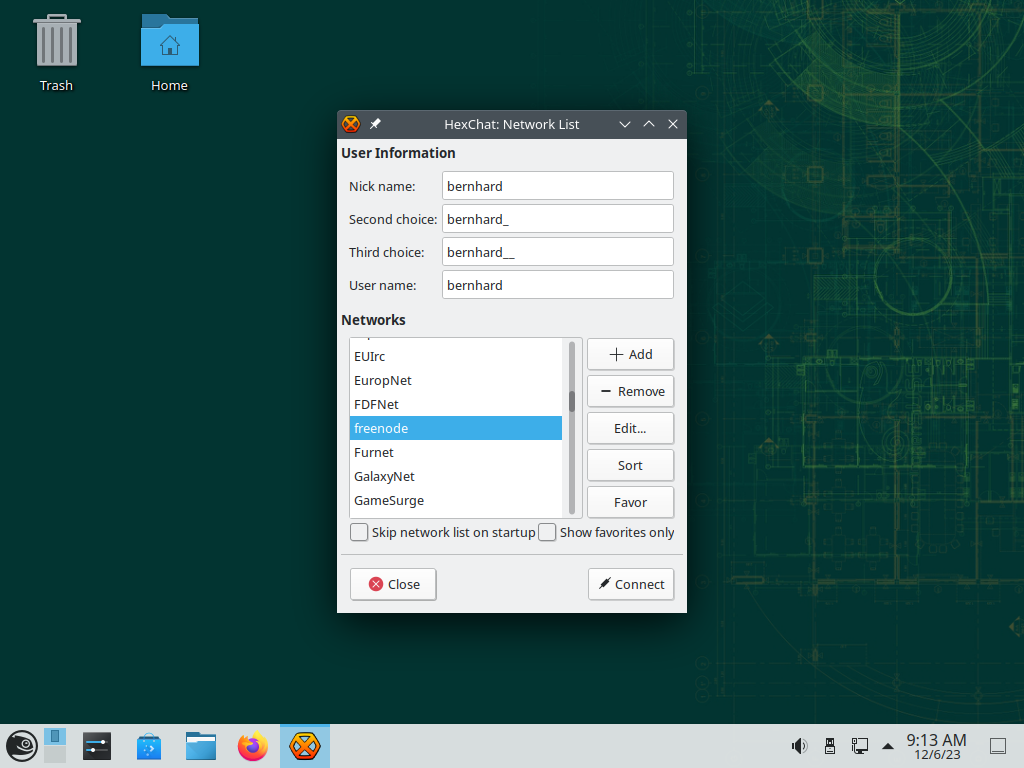 Trash
Home
HexChat: Network List
User Information
Nick name:
bernhard
Second choice:
bernhard_
Third choice:
bernhard__
User name:
bernhard
Networks
EUIrc
EuropNet
FDFNet
freenode
Furnet
GalaxyNet
GameSurge
Add
Remove
Edit...
Sort
Favor
Skip network list on startup
Show favorites only
Close
Connect
9:13 AM
12/6/23